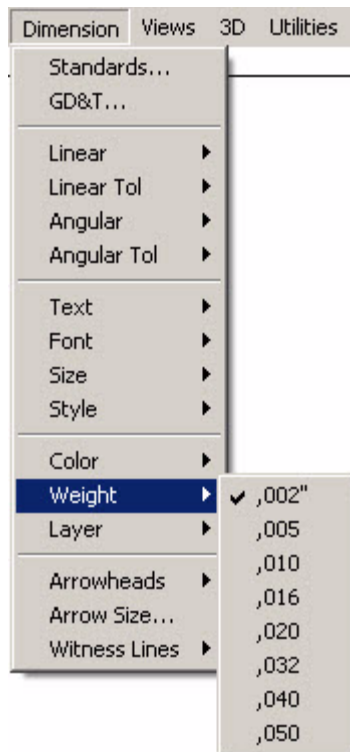 Dimension Views 3D Utilities
Standards...
GD&T...
Linear
Linear Tol
Angular
Angular Tol
Text
Font
Size
Style
Color
Weight
Layer
Arrowheads
Arrow Size...
Witness Lines
,002"
,005
,010
,016
,020
,032
,040
,050